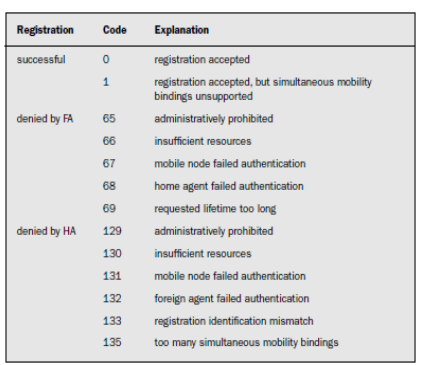 Registration Code Explanation
successful 0 registration accepted
1 registration accepted, but simultaneous mobility
bindings unsupported
denied by FA 65 administratively prohibited
66 insufficient resources
67 mobile node failed authentication
68 home agent failed authentication
69 requested lifetime too long
denied by HA 129 administratively prohibited
130 insufficient resources
131 mobile node failed authentication
132 foreign agent failed authentication
133 registration identification mismatch
135 too many simultaneous mobility bindings